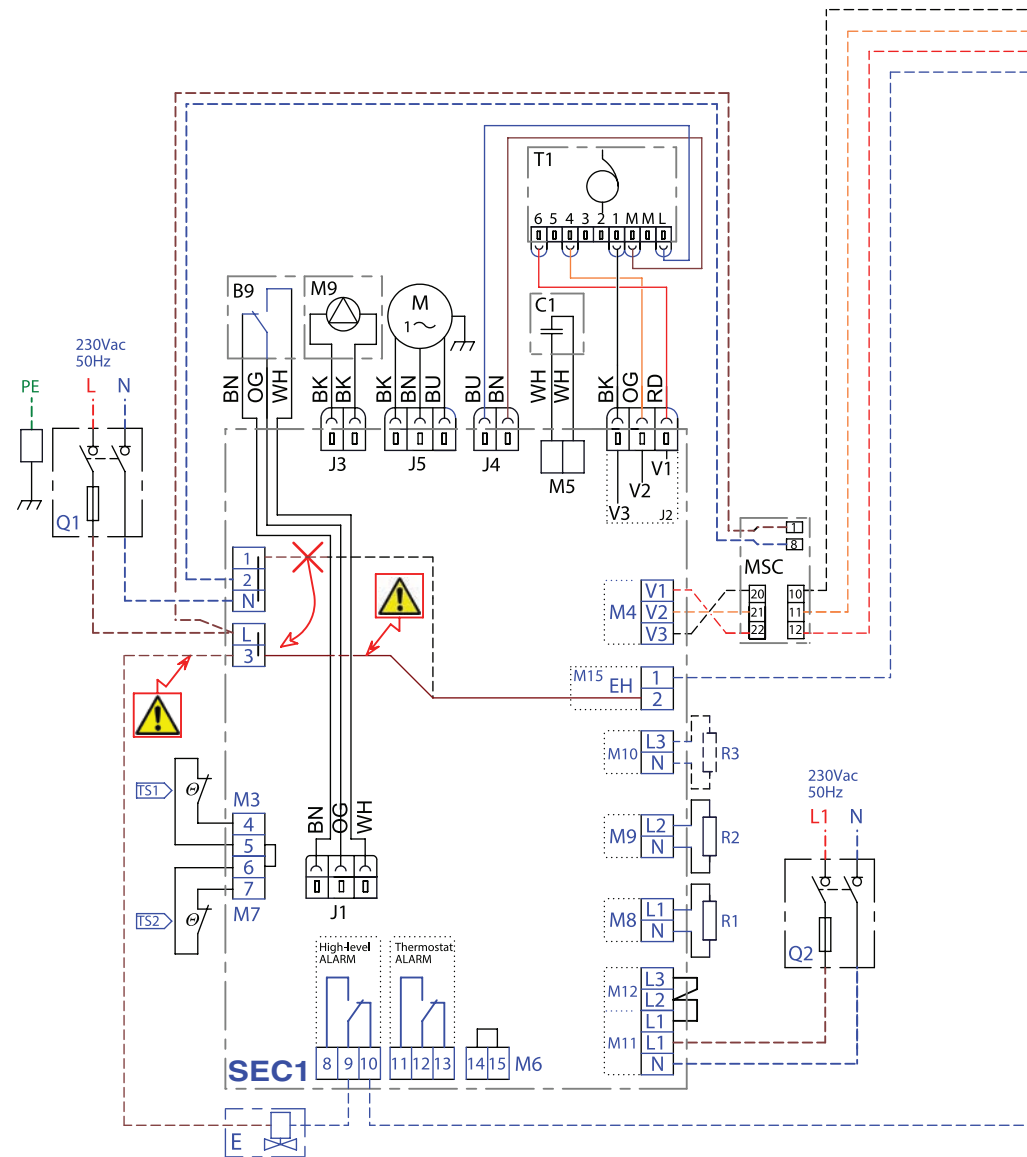 T1
6 5 4 3 2 1 M M L
B9
M9
M
1~
C1
230Vac
50Hz
PE
L
N
BN
OG
WH
BK
BK
BK
BN
BU
BU
BN
WH
WH
BK
OG
RD
J3
J5
J4
M5
V1
V2
V3
J2
Q1
1
2
N
L
3
MSC
1
8
20
21
22
10
11
12
M4
V1
V2
V3
M15
EH
1
2
M10
L3
N
R3
TS1
M3
4
5
6
7
M7
TS2
BN
OG
WH
J1
M9
L2
N
R2
M8
L1
N
R1
230Vac
50Hz
L1
N
Q2
High-level
ALARM
Thermostat
ALARM
M12
L3
L2
L1
M11
L1
N
SEC1
8 9 10
11 12 13
14 15
M6
E